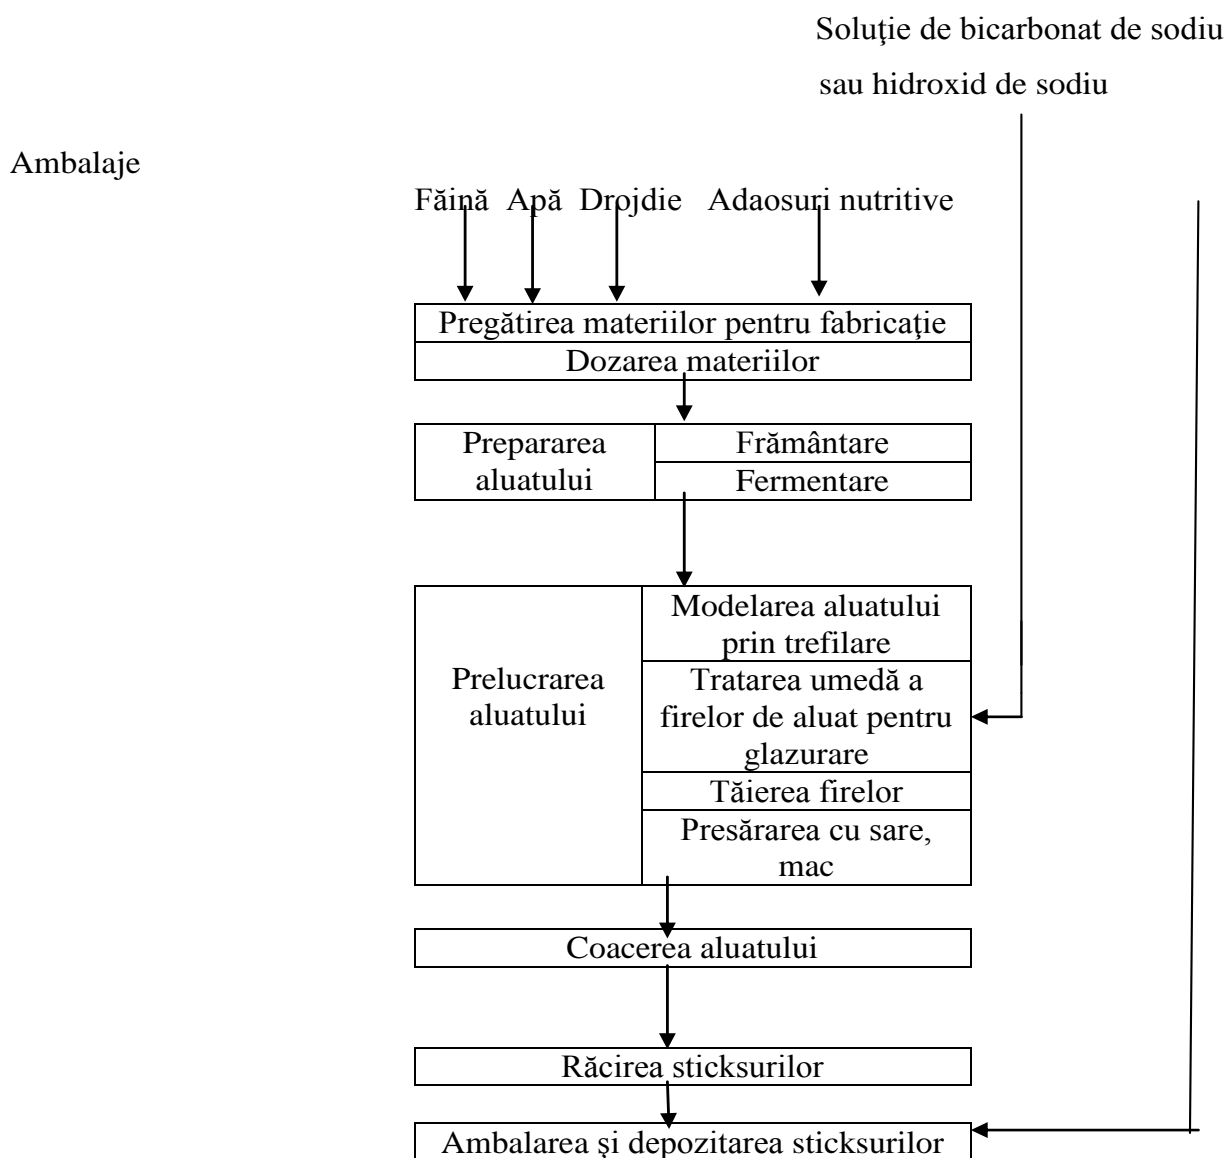 Soluţie de bicarbonat de sodiu
sau hidroxid de sodiu
Ambalaje
Făină Apă Drojdie Adaosuri nutritive
Pregătirea materiilor pentru fabricaţie
Dozarea materiilor
Prepararea
aluatului
Frământare
Fermentare
Prelucrarea
aluatului
Modelarea aluatului
prin trefilare
Tratarea umedă a
firelor de aluat pentru
glazurare
Tăierea firelor
Presărarea cu sare,
mac
Coacerea aluatului
Răcirea sticksurilor
Ambalarea şi depozitarea sticksurilor